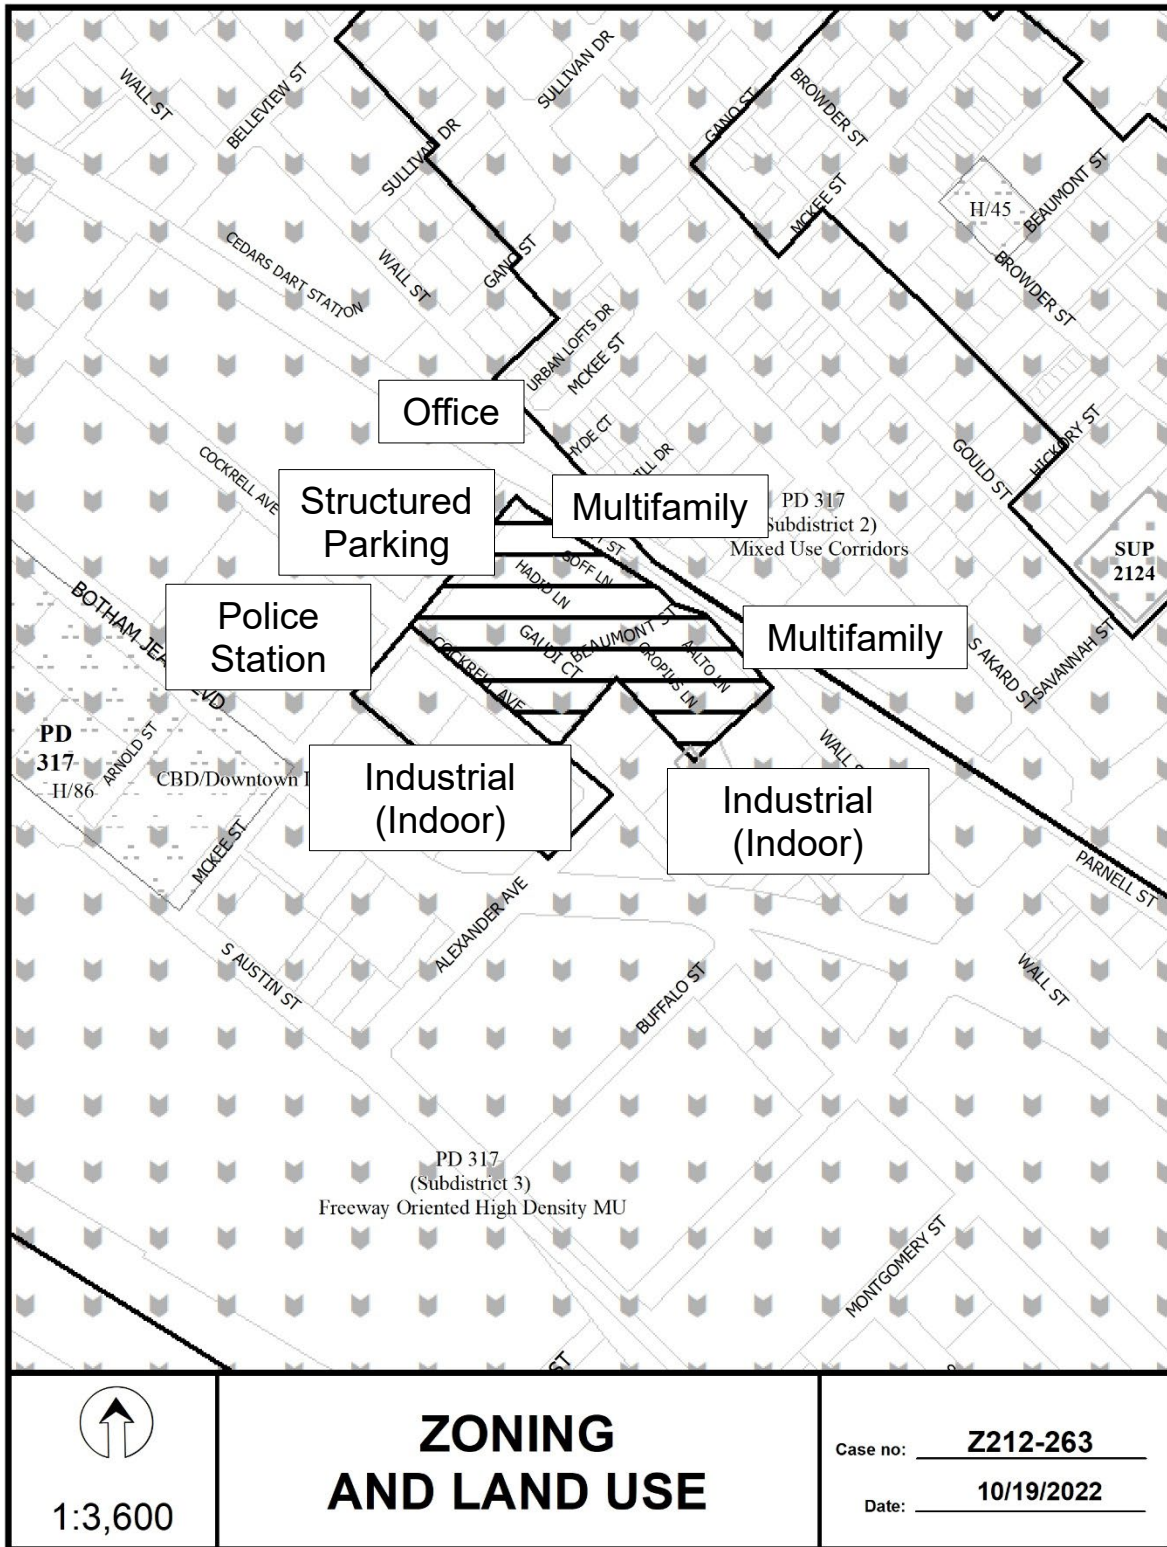 WALL ST
BELLEVIEW ST
SULLIVAN DR
SULLIVAN DR
GANO ST
BROWDER ST
MCKEE ST
H/45
BEAUMONT ST
BROWDER ST
CEDARS DART STATION
WALL ST
GANO ST
URBAN LOFTS DR
MCKEE ST
Office
HYDE CT
ILL DR
COCKRELL AVE
GOULD ST
HICKORY ST
Structured
Parking
Multifamily
PD 317
Subdistrict 2)
Mixed Use Corridors
SUP
2124
ST
GOFF LN
HADID LN
BOTHAM JEA
VD
Police
Station
COCKRELL AVE
GAUDI CT
BEAUMONT ST
GROPIUS LN
AALTO LN
Multifamily
S AKARD ST
SAVANNAH ST
PD
317
H/86
ARNOLD ST
CBD/Downtown
Industrial
(Indoor)
Industrial
(Indoor)
WALL S
MCKEE ST
PARNELL ST
ALEXANDER AVE
S AUSTIN ST
BUFFALO ST
WALL ST
PD 317
(Subdistrict 3)
Freeway Oriented High Density MU
MONTGOMERY ST
ST
1:3,600
ZONING
AND LAND USE
Case no: Z212-263
Date: 10/19/2022